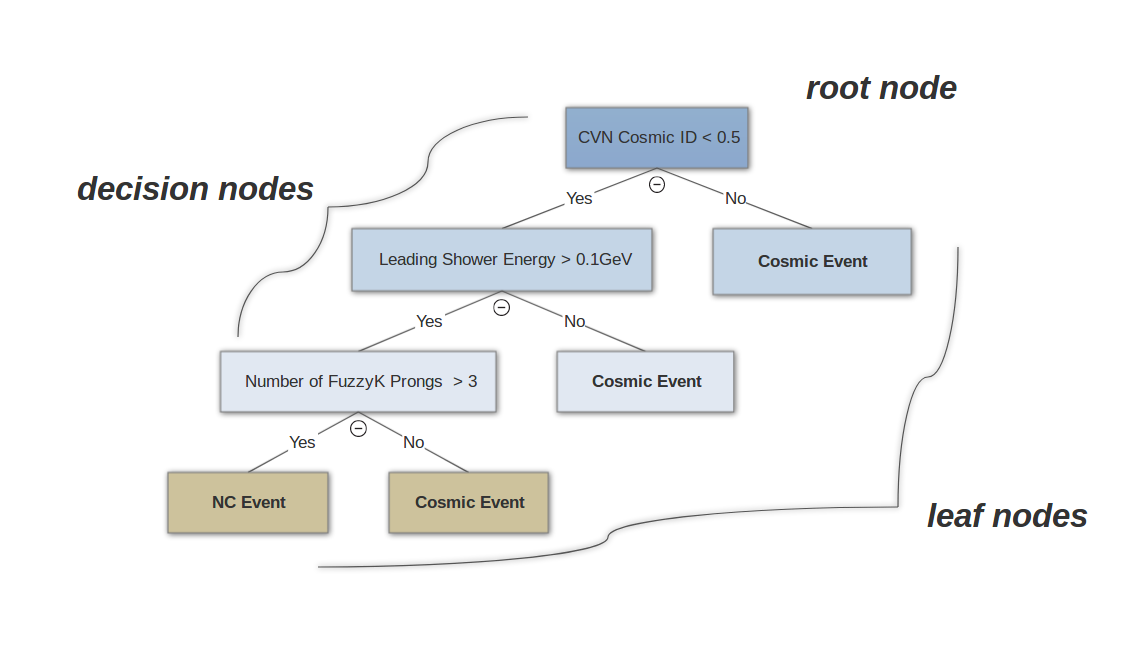 root node
CVN Cosmic ID < 0.5
decision nodes
Yes
No
Leading Shower Energy > 0.1GeV
Cosmic Event
Yes
No
Number of FuzzyK Prongs  > 3
Cosmic Event
Yes
No
NC Event
Cosmic Event
leaf nodes